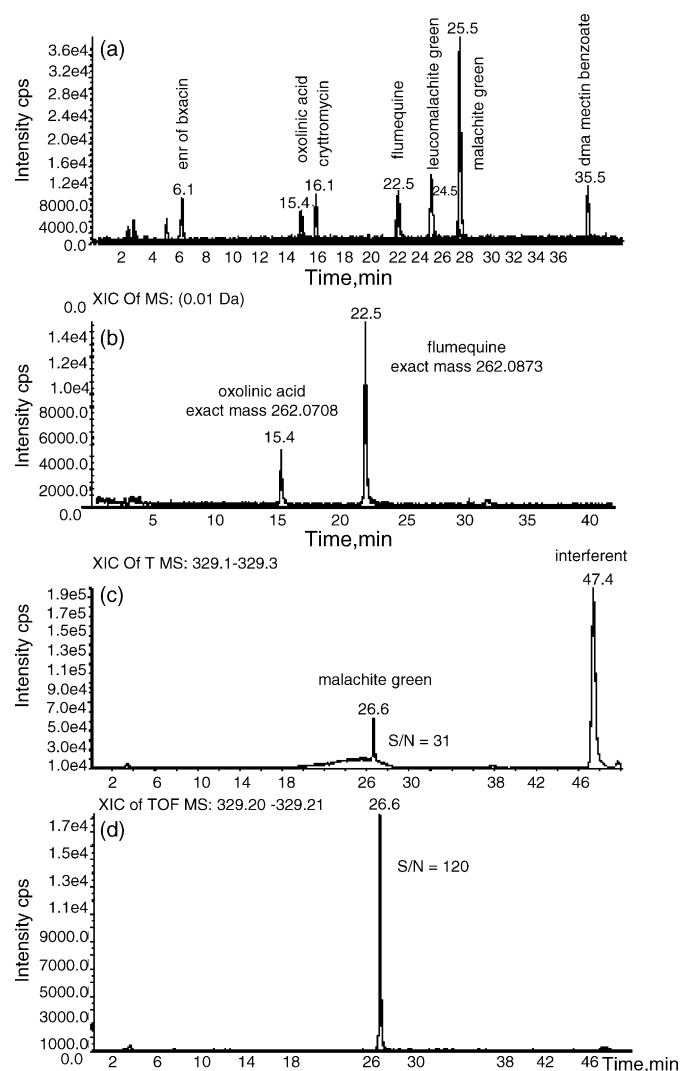 (a)
Intensity cps
3.6e4
3.2e4
2.8e4
2.4e4
2.0e4
1.6e4
1.2e4
8000.0
4000.0
0.0
enr of bxacin
6.1
oxolinic acid
15.4
cryttromycin
16.1
flumequine
22.5
leucomalachite green
24.5
25.5
malachite green
dma mectin benzoate
35.5
2 4 6 8 10 12 14 16 18 20 22 24 26 28 30 32 34 36
Time,min
XIC Of MS: (0.01 Da)
0.0
(b)
Intensity cps
1.4e4
1.2e4
1.0e4
8000.0
6000.0
4000.0
2000.0
0.0
22.5
flumequine
exact mass 262.0873
oxolinic acid
exact mass 262.0708
15.4
5 10 15 20 25 30 35 40
Time,min
XIC Of T MS: 329.1-329.3
(c)
Intensity cps
1.9e5
1.7e5
1.5e5
1.3e5
1.1e5
9.0e4
7.0e4
5.0e4
3.0e4
1.0e4
interferent
47.4
malachite green
26.6
S/N = 31
2 6 10 14 18 26 30 38 42 46
XIC of TOF MS: 329.20 -329.21
(d)
Intensity cps
1.7e4
1.5e4
1.3e4
1.1e4
9000.0
7000.0
5000.0
3000.0
1000.0
0.0
26.6
S/N = 120
2 6 10 14 18 26 30 38 42 46 Time,min